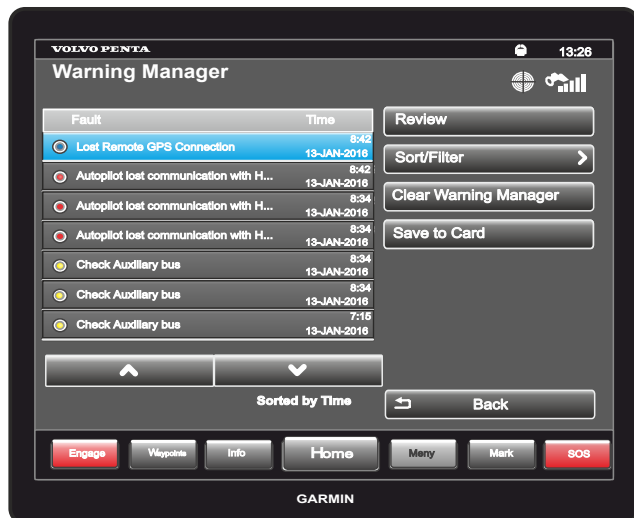 VOLVO PENTA
13:26
Warning Manager
Fault Time
Lost Remote GPS Connection 8:42
13-JAN-2016
Autopilot lost communication with H... 8:42
13-JAN-2016
Autopilot lost communication with H... 8:34
13-JAN-2016
Autopilot lost communication with H... 8:34
13-JAN-2016
Check Auxiliary bus 8:34
13-JAN-2016
Check Auxiliary bus 8:34
13-JAN-2016
Check Auxiliary bus 7:15
13-JAN-2016
Sorted by Time
Review
Sort/Filter
Clear Warning Manager
Save to Card
Back
Engage Waypoints Info Home Meny Mark SOS
GARMIN